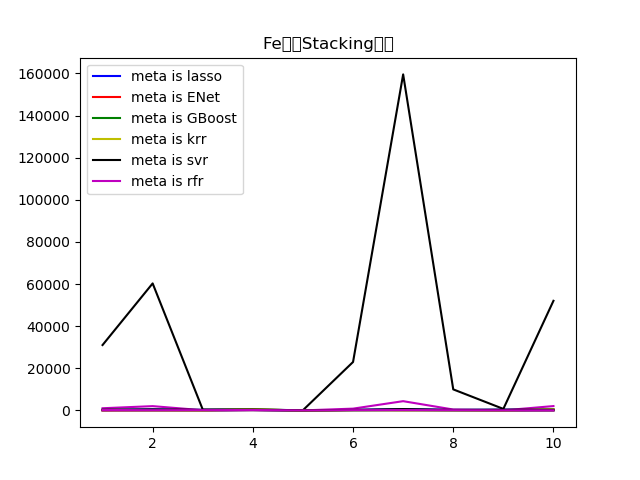 Fe▯▯Stacking▯▯
meta is lasso
meta is ENet
meta is GBoost
meta is krr
meta is svr
meta is rfr
160000
140000
120000
100000
80000
60000
40000
20000
0
2 4 6 8 10